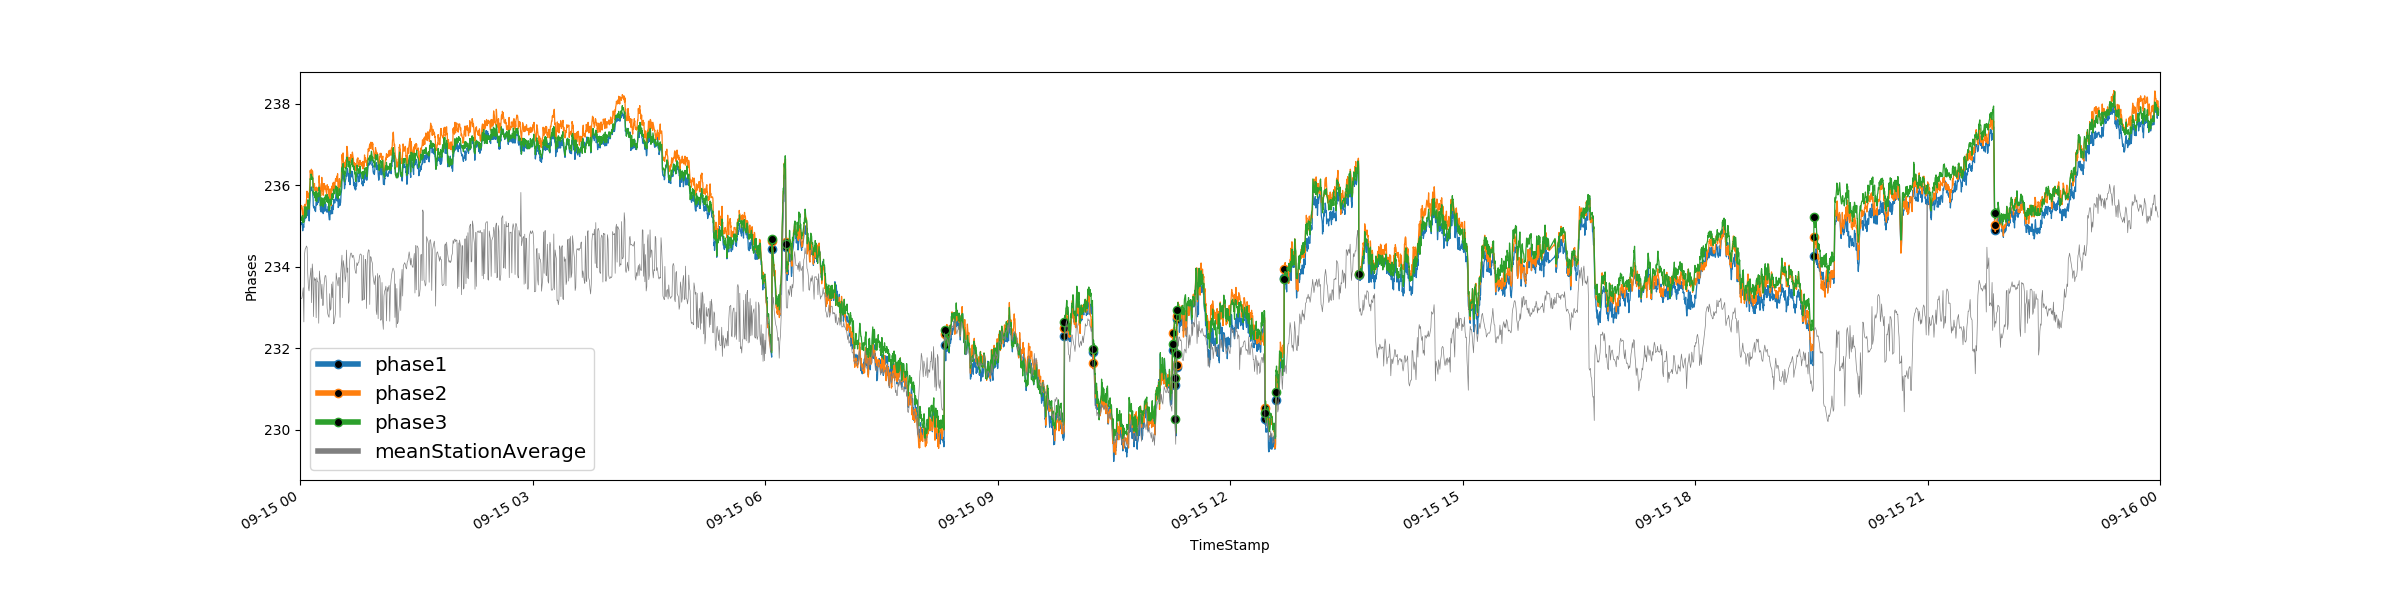 238
236
234
232
230
Phases
phase1
phase2
phase3
meanStationAverage
09-15 00
09-15 03
09-15 06
09-15 09
09-15 12
09-15 15
09-15 18
09-15 21
09-16 00
TimeStamp